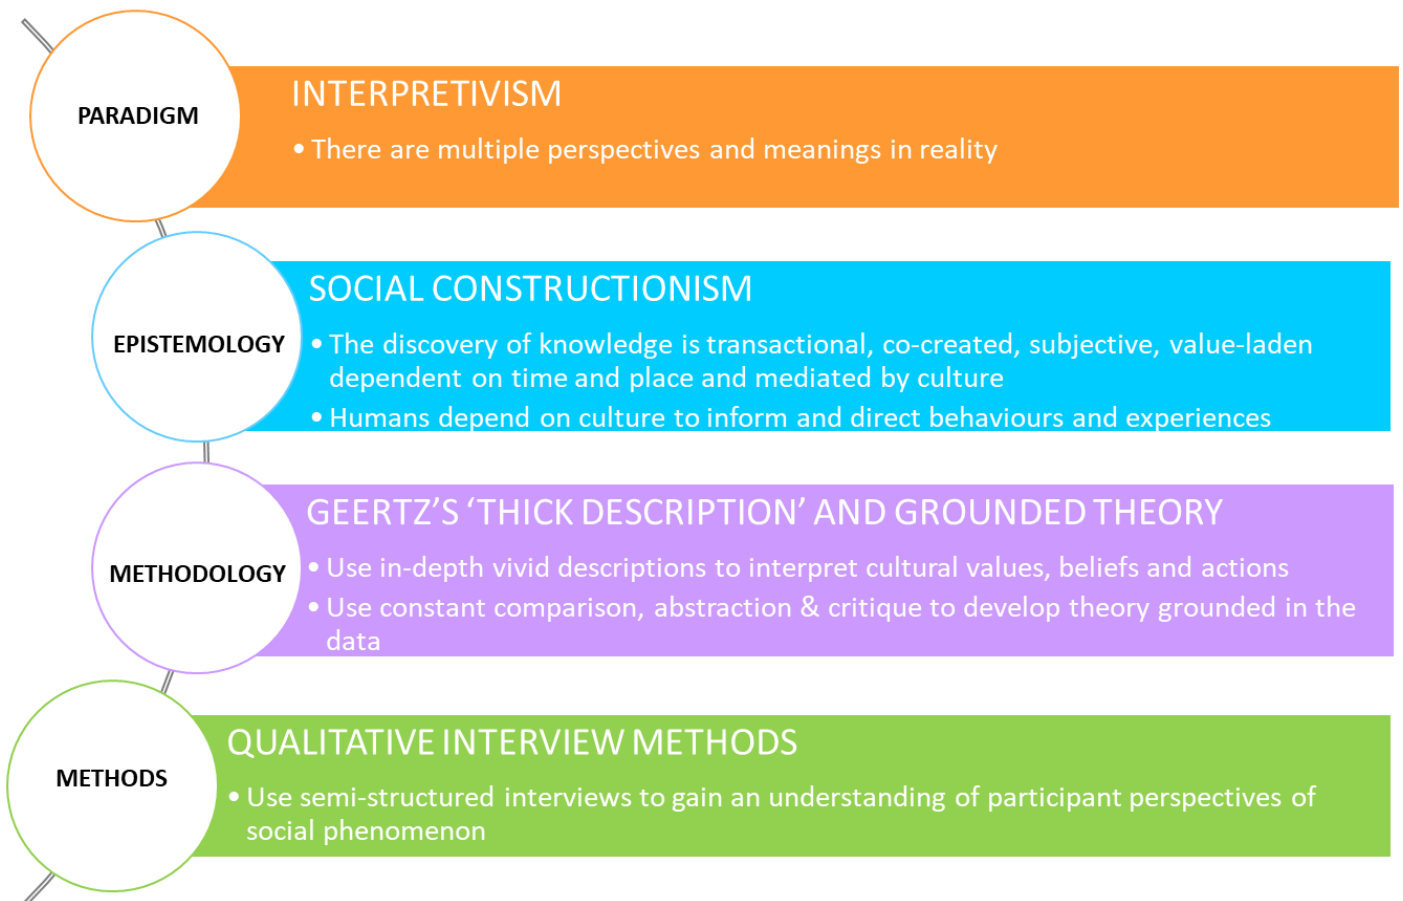 PARADIGM
INTERPRETIVISM
• There are multiple perspectives and meanings in reality
EPISTEMOLOGY
SOCIAL CONSTRUCTIONISM
• The discovery of knowledge is transactional, co-created, subjective, value-laden
dependent on time and place and mediated by culture
• Humans depend on culture to inform and direct behaviours and experiences
METHODOLOGY
GEERTZ’S ‘THICK DESCRIPTION’ AND GROUNDED THEORY
• Use in-depth vivid descriptions to interpret cultural values, beliefs and actions
• Use constant comparison, abstraction & critique to develop theory grounded in the
data
METHODS
QUALITATIVE INTERVIEW METHODS
• Use semi-structured interviews to gain an understanding of participant perspectives of
social phenomenon